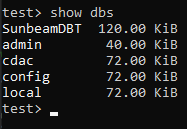 test> show dbs
SunbeamDBT  120.00 KiB
admin        40.00 KiB
cdac         72.00 KiB
config       72.00 KiB
local        72.00 KiB
test>